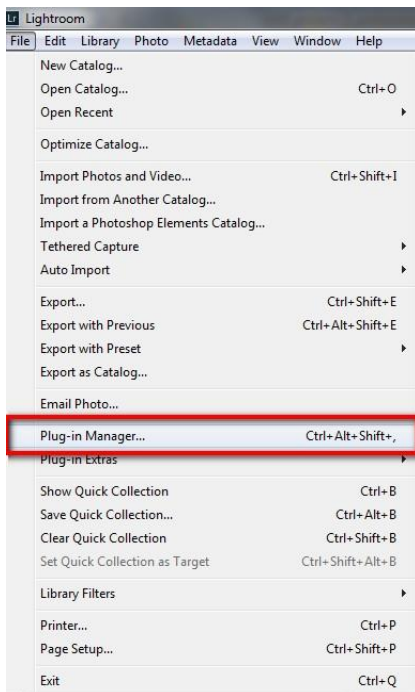 Lr Lightroom
File Edit Library Photo Metadata View Window Help
New Catalog...
Open Catalog... Ctrl+O
Open Recent
Optimize Catalog...
Import Photos and Video... Ctrl+Shift+I
Import from Another Catalog...
Import a Photoshop Elements Catalog...
Tethered Capture
Auto Import
Export... Ctrl+Shift+E
Export with Previous Ctrl+Alt+Shift+E
Export with Preset
Export as Catalog...
Email Photo...
Plug-in Manager... Ctrl+Alt+Shift+,
Plug-in Extras
Show Quick Collection Ctrl+B
Save Quick Collection... Ctrl+Alt+B
Clear Quick Collection Ctrl+Shift+B
Set Quick Collection as Target Ctrl+Shift+Alt+B
Library Filters
Printer... Ctrl+P
Page Setup... Ctrl+Shift+P
Exit Ctrl+Q